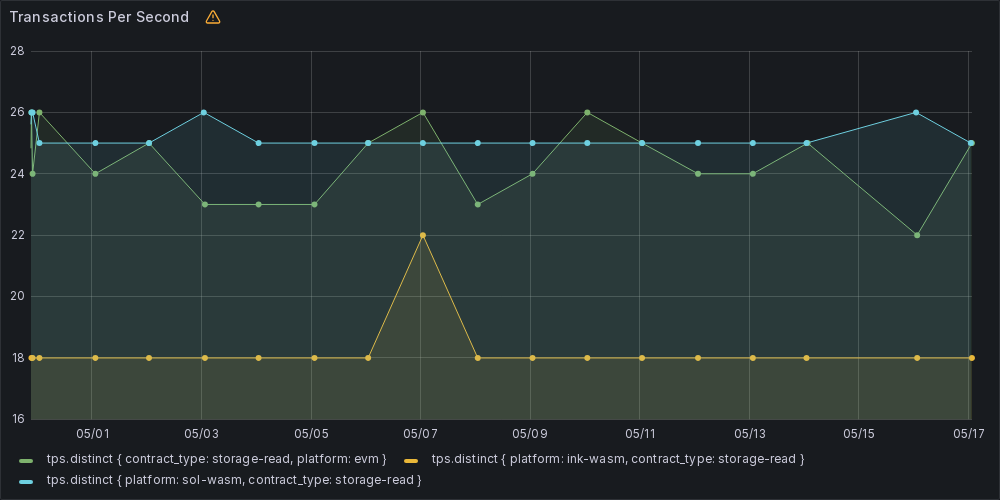 Transactions Per Second
28
26
24
22
20
18
16
05/01 05/03 05/05 05/07 05/09 05/11 05/13 05/15 05/17
tps.distinct { contract_type: storage-read, platform: evm } tps.distinct { platform: ink-wasm, contract_type: storage-read }
tps.distinct { platform: sol-wasm, contract_type: storage-read }